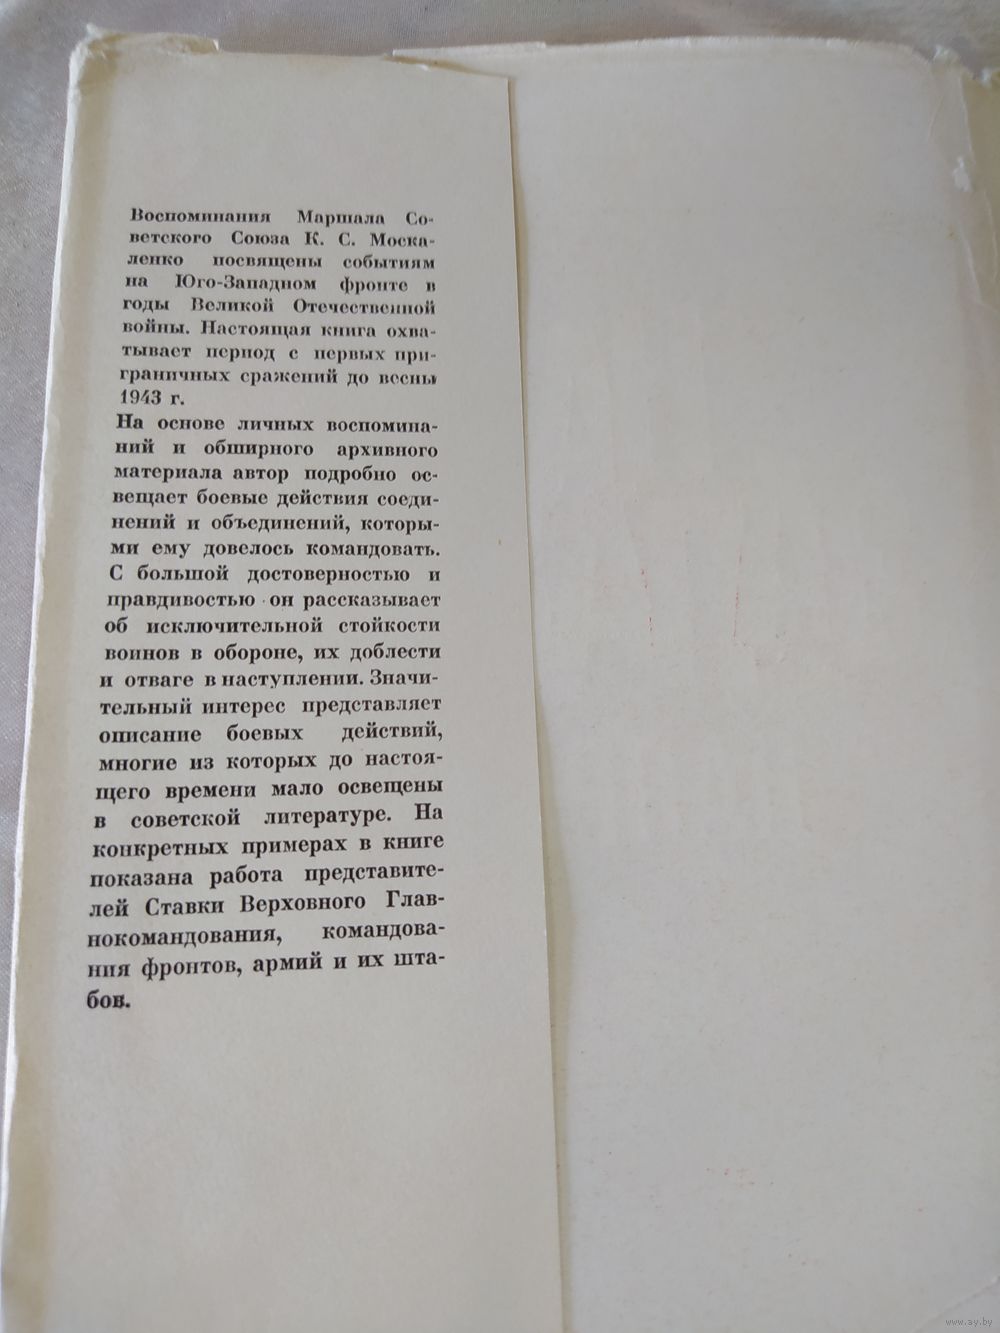 Воспоминания Маршала Со-
ветского Союза К. С. Моска-
ленко посвящены событиям
на Юго-Западном фронте в
годы Великой Отечественной
войны. Настоящая книга охва-
тывает период с первых при-
граничных сражений до весны
1943 г.
На основе личных воспомина-
ний и обширного архивного
материала автор подробно ос-
вещает боевые действия соеди-
нений и объединений, которы-
ми ему довелось командовать.
С большой достоверностью и
правдивостью он рассказывает
об исключительной стойкости
воинов в обороне, их доблести
и отваге в наступлении. Значи-
тельный интерес представляет
описание боевых действий,
многие из которых до настоя-
щего времени мало освещены
в советской литературе. На
конкретных примерах в книге
показана работа представите-
лей Ставки Верховного Глав-
нокомандования, командова-
ния фронтов, армий и их шта-
бов.
www.ay.by